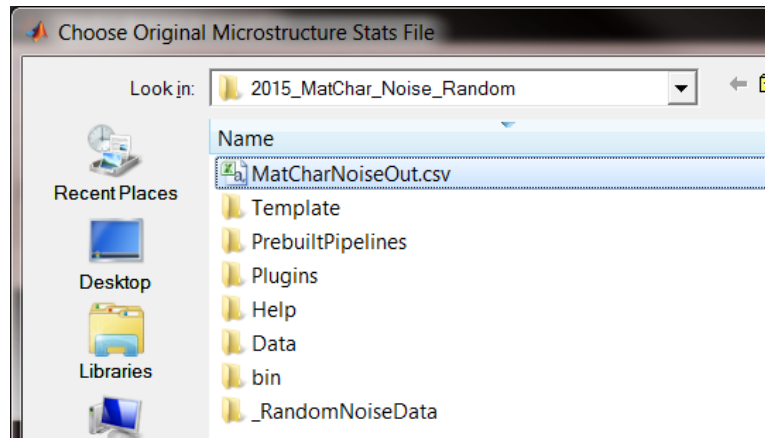 Choose Original Microstructure Stats File
Look in: 2015_MatChar_Noise_Random
Name
MatCharNoiseOut.csv
Recent Places
Template
PrebuiltPipelines
Desktop
Plugins
Help
Data
Libraries
bin
_RandomNoiseData